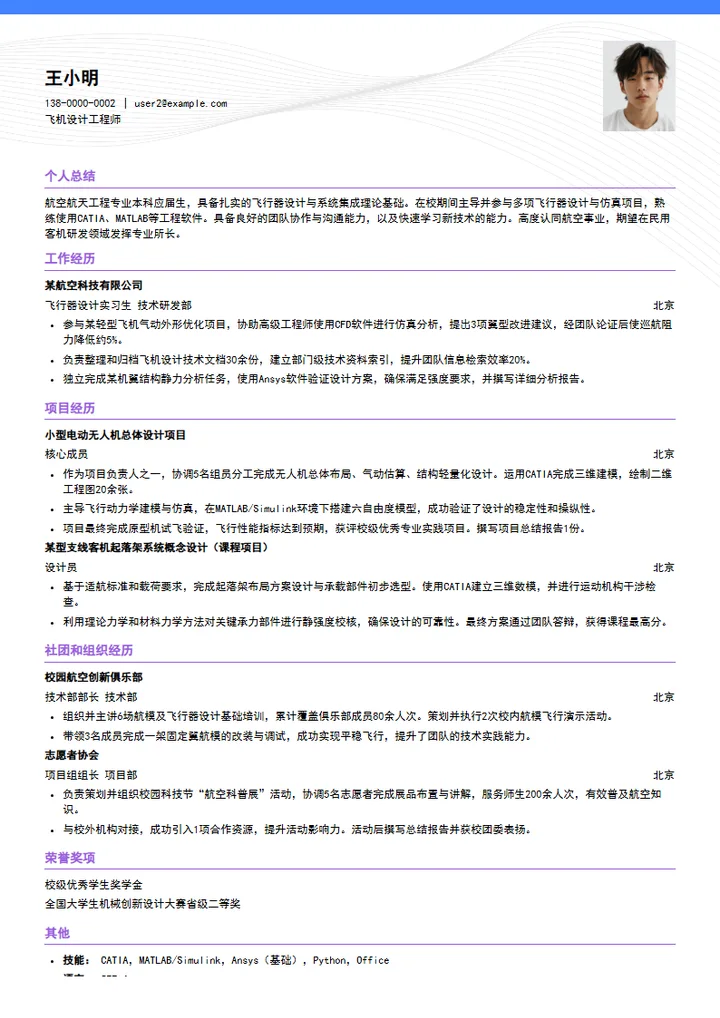 王小明
138-0000-0002 | user2@example.com
飞机设计工程师
个人总结
航空航天工程专业本科应届生，具备扎实的飞行器设计与系统集成理论基础。在校期间主导并参与多项飞行器设计与仿真项目，熟
练使用CATIA、MATLAB等工程软件。具备良好的团队协作与沟通能力，以及快速学习新技术的能力。高度认同航空事业，期望在民用
客机研发领域发挥专业所长。
工作经历
某航空科技有限公司
飞行器设计实习生 技术研发部 北京
• 参与某轻型飞机气动外形优化项目，协助高级工程师使用CFD软件进行仿真分析，提出3项翼型改进建议，经团队论证后使巡航阻
力降低约5%。
• 负责整理和归档飞机设计技术文档30余份，建立部门级技术资料索引，提升团队信息检索效率20%。
• 独立完成某机翼结构静力分析任务，使用Ansys软件验证设计方案，确保满足强度要求，并撰写详细分析报告。
项目经历
小型电动无人机总体设计项目
核心成员 北京
• 作为项目负责人之一，协调5名组员分工完成无人机总体布局、气动估算、结构轻量化设计。运用CATIA完成三维建模，绘制二维
工程图20余张。
• 主导飞行动力学建模与仿真，在MATLAB/Simulink环境下搭建六自由度模型，成功验证了设计的稳定性和操纵性。
• 项目最终完成原型机试飞验证，飞行性能指标达到预期，获评校级优秀专业实践项目。撰写项目总结报告1份。
某型支线客机起落架系统概念设计（课程项目）
设计员 北京
• 基于适航标准和载荷要求，完成起落架布局方案设计与承载部件初步选型。使用CATIA建立三维数模，并进行运动机构干涉检
查。
• 利用理论力学和材料力学方法对关键承力部件进行静强度校核，确保设计的可靠性。最终方案通过团队答辩，获得课程最高分。
社团和组织经历
校园航空创新俱乐部
技术部部长 技术部 北京
• 组织并主讲6场航模及飞行器设计基础培训，累计覆盖俱乐部成员80余人次。策划并执行2次校内航模飞行演示活动。
• 带领3名成员完成一架固定翼航模的改装与调试，成功实现平稳飞行，提升了团队的技术实践能力。
志愿者协会
项目组组长 项目部 北京
• 负责策划并组织校园科技节“航空科普展”活动，协调5名志愿者完成展品布置与讲解，服务师生200余人次，有效普及航空知
识。
• 与校外机构对接，成功引入1项合作资源，提升活动影响力。活动后撰写总结报告并获校团委表扬。
荣誉奖项
校级优秀学生奖学金
全国大学生机械创新设计大赛省级二等奖
其他
• 技能： CATIA，MATLAB/Simulink，Ansys（基础），Python，Office